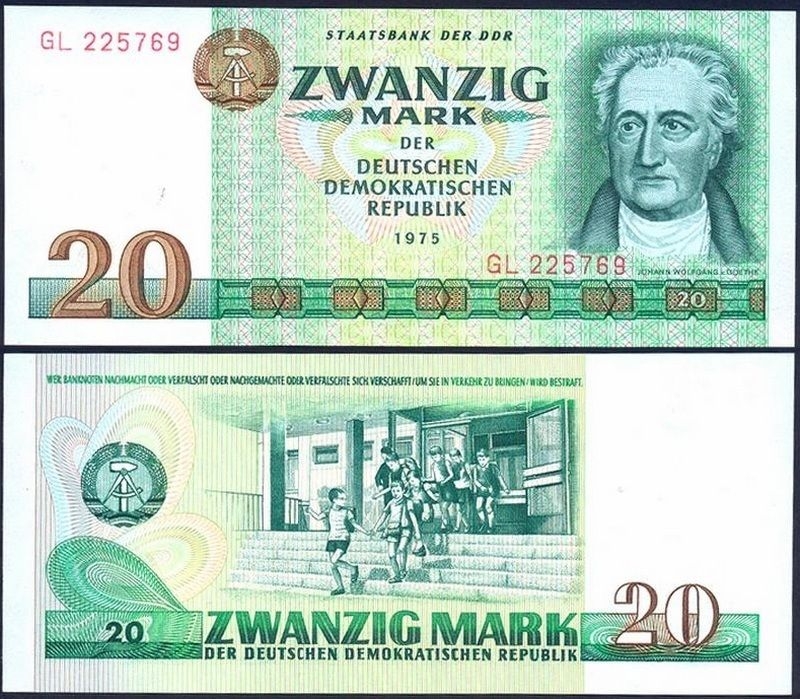 GL 225769
STAATSBANK DER DDR
ZWANZIG
MARK
DER
DEUTSCHEN
DEMOKRATISCHEN
REPUBLIK
1975
GL 225769
JOHANN WOLFGANG v. GOETHE
20
20
WER BANKNOTEN NACHMACHT ODER VERFÄLSCHT ODER NACHGEMACHTE ODER VERFÄLSCHTE SICH VERSCHAFFT/UM SIE IN VERKEHR ZU BRINGEN/WIRD BESTRAFT.
20
ZWANZIG MARK
20
DER DEUTSCHEN DEMOKRATISCHEN REPUBLIK